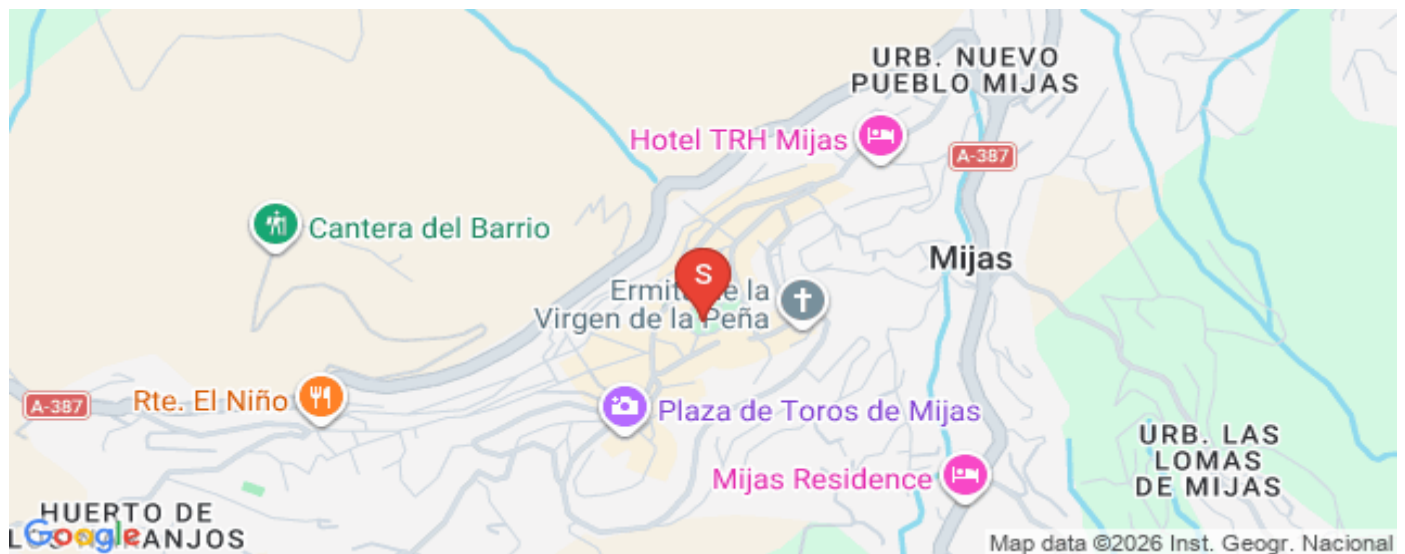 URB. NUEVO
PUEBLO MIJAS
Hotel TRH Mijas
A-387
Cantera del Barrio
Mijas
S
Ermit
e la
Virgen de la Peña
A-387
Rte. El Niño
Plaza de Toros de Mijas
URB. LAS
LOMAS
DE MIJAS
Mijas Residence
HUERTO DE
ANJOS
Google
Map data ©2026 Inst. Geogr. Nacional